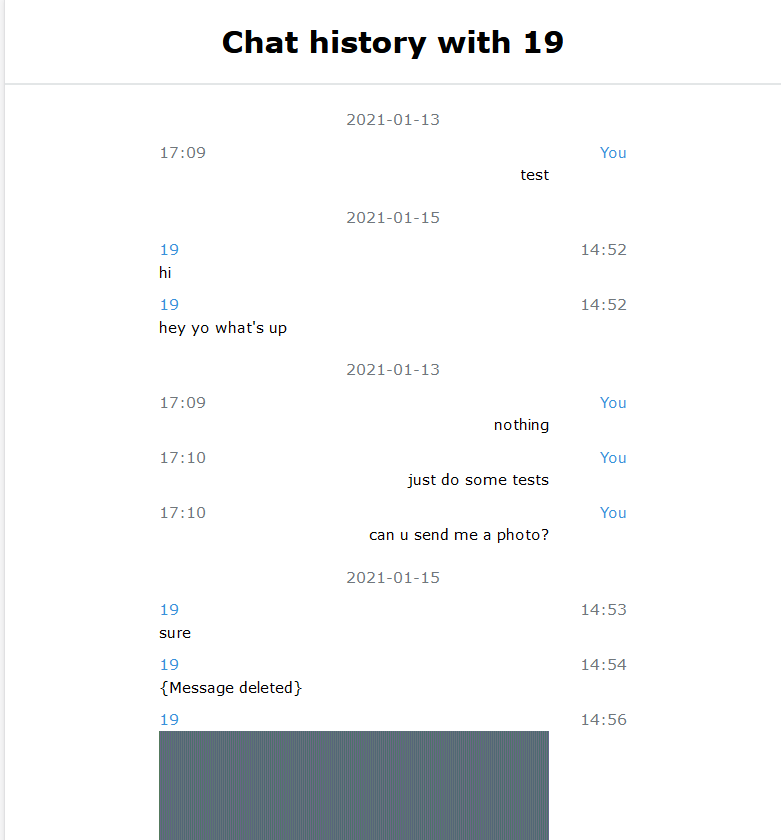 Chat history with 19
2021-01-13
17:09 You
test
2021-01-15
19 14:52
hi
19 14:52
hey yo what's up
2021-01-13
17:09 You
nothing
17:10 You
just do some tests
17:10 You
can u send me a photo?
2021-01-15
19 14:53
sure
19 14:54
{Message deleted}
19 14:56